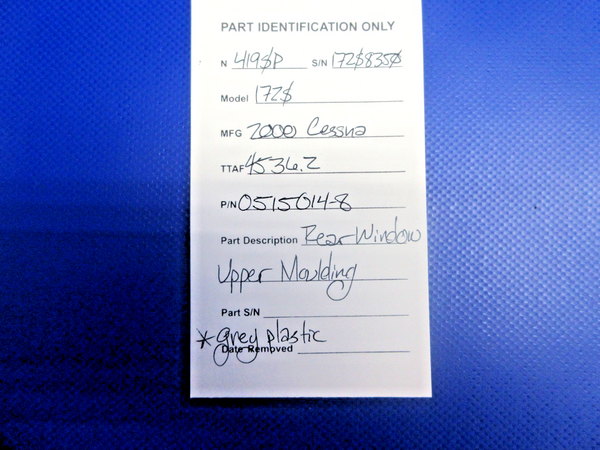 PART IDENTIFICATION ONLY
N 419SP S/N 172S8350
Model 172S
MFG 2000 Cessna
TTAF 4536.2
P/N 0515014-8
Part Description Rear Window
Upper Moulding
Part S/N
* grey plastic
Date Removed